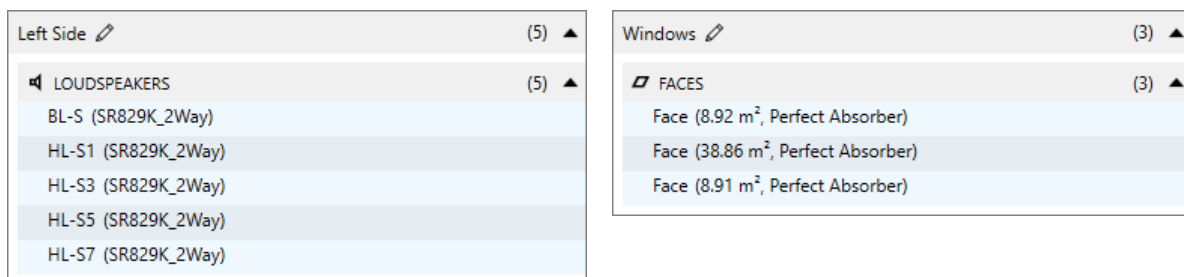 Left Side (5)
LOUDSPEAKERS (5)
BL-S (SR829K_2Way)
HL-S1 (SR829K_2Way)
HL-S3 (SR829K_2Way)
HL-S5 (SR829K_2Way)
HL-S7 (SR829K_2Way)
Windows (3)
FACES (3)
Face (8.92 m², Perfect Absorber)
Face (38.86 m², Perfect Absorber)
Face (8.91 m², Perfect Absorber)